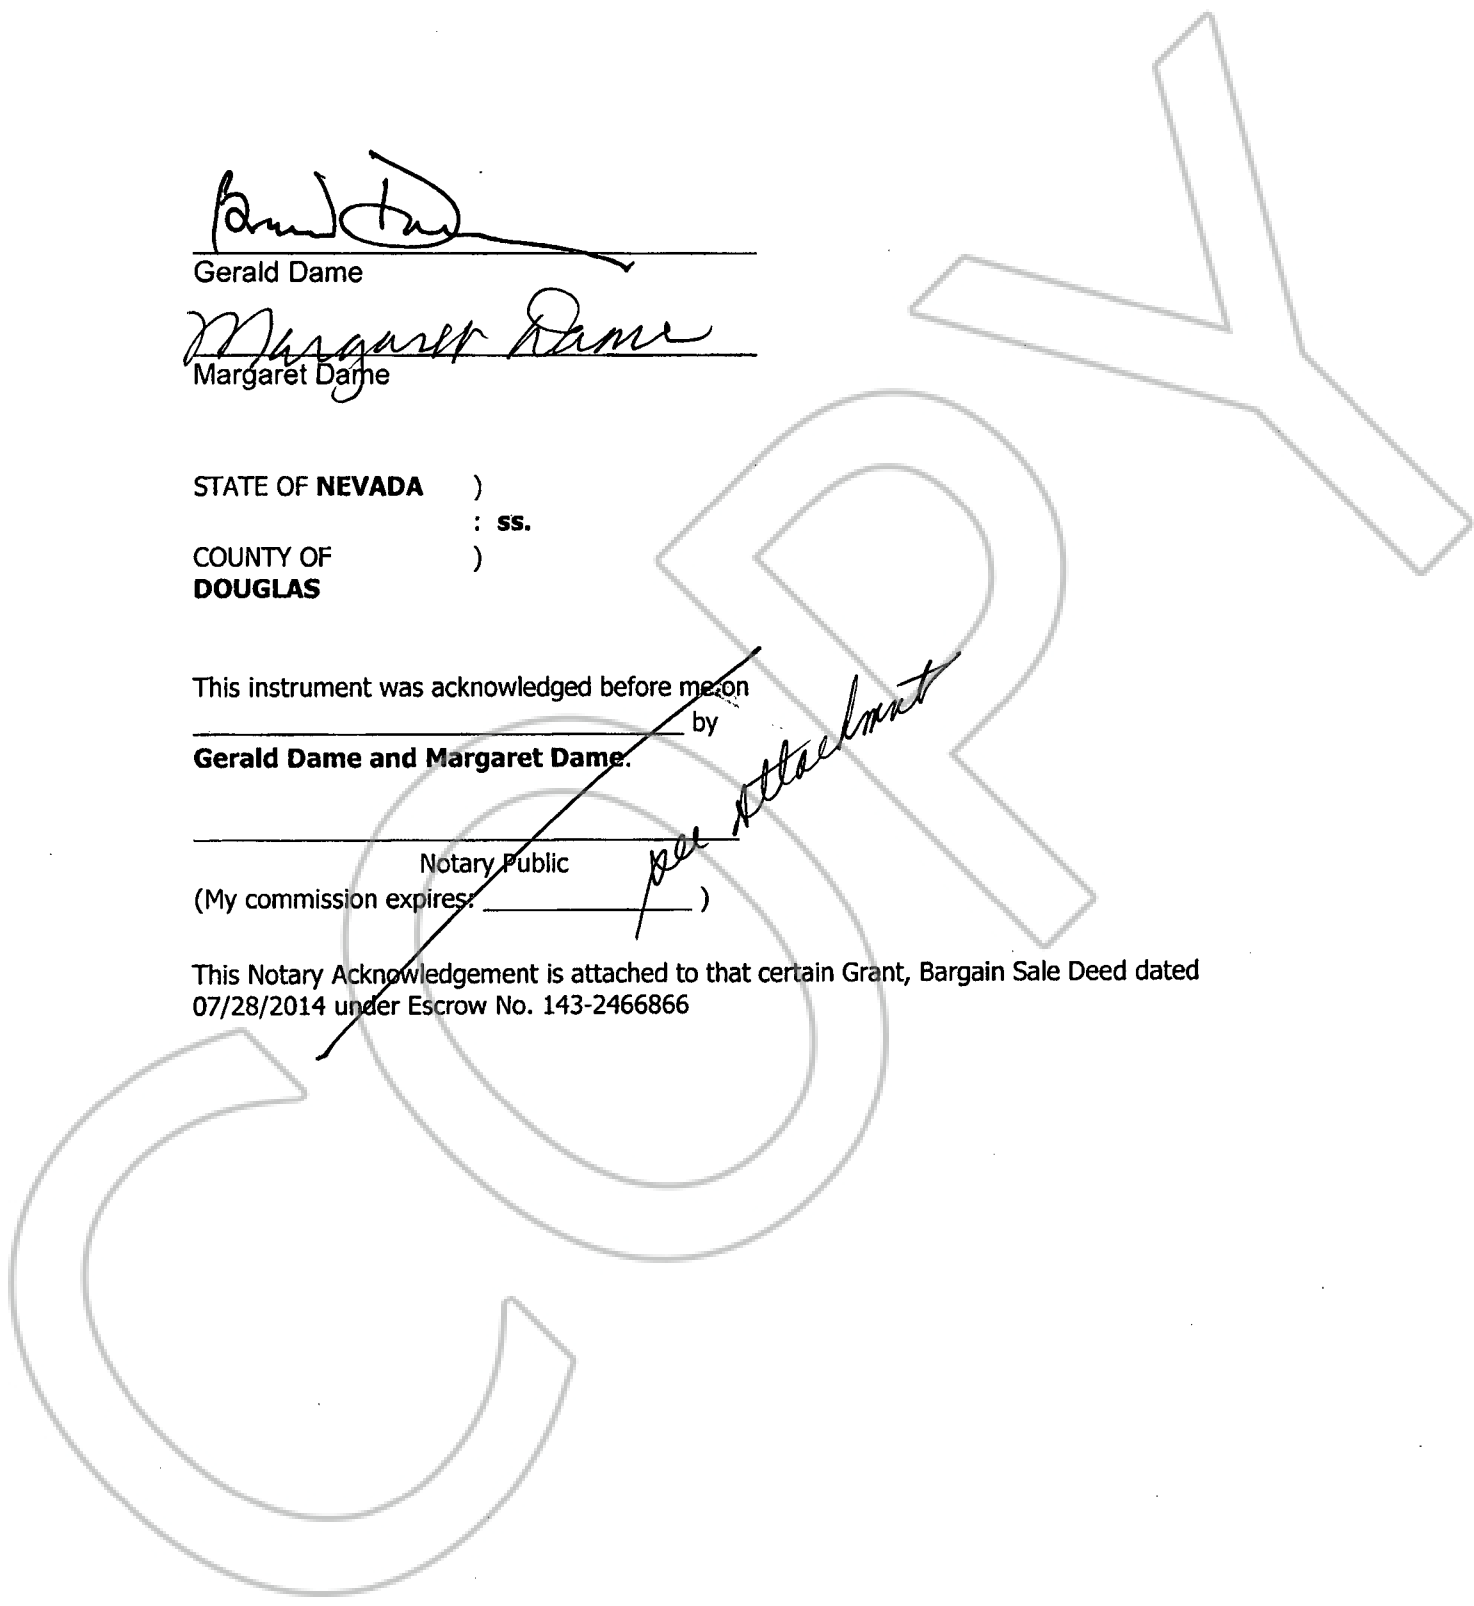 Gerald Dame
Margaret Dame
Margaret Dame
STATE OF NEVADA )
: ss.
COUNTY OF )
DOUGLAS
This instrument was acknowledged before me on
by
Gerald Dame and Margaret Dame.
see Attachment
Notary Public
(My commission expires: )
This Notary Acknowledgement is attached to that certain Grant, Bargain Sale Deed dated
07/28/2014 under Escrow No. 143-2466866
COPY